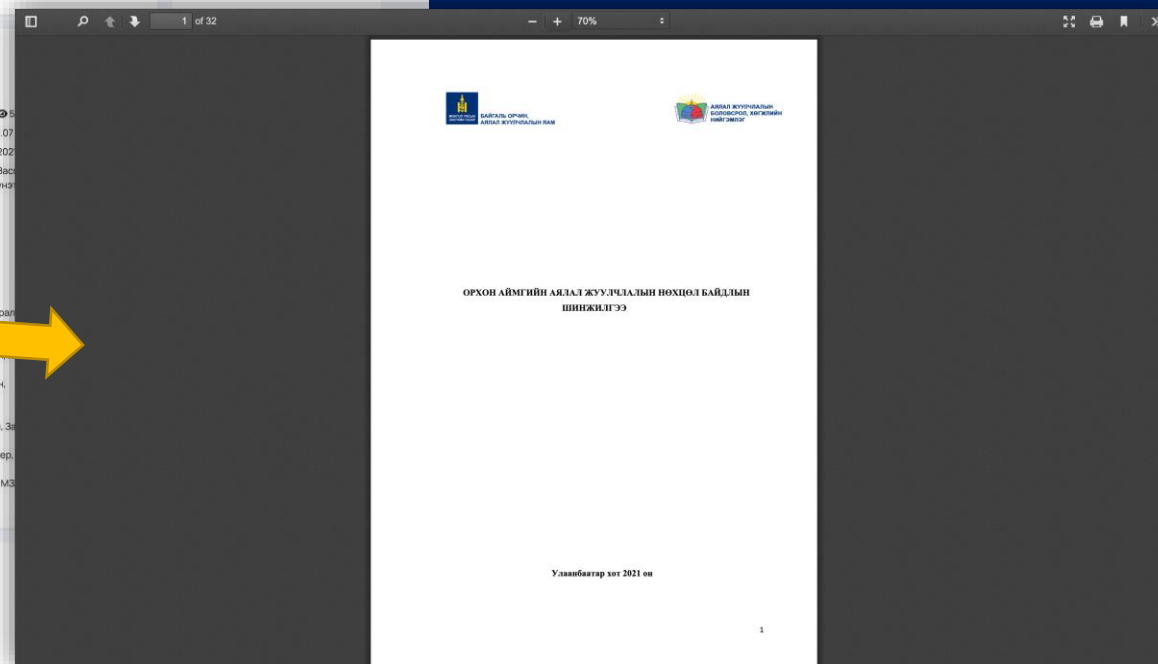 1 of 32
70%
БАЙГАЛЬ ОРЧИН,
АЯЛАЛ ЖУУЛЧЛАЛЫН ЯАМ
АЯЛАЛ ЖУУЛЧЛАЛЫН
БОЛОВСРОЛ, ХӨГЖЛИЙН
НИЙГЭМЛЭГ
ОРХОН АЙМГИЙН АЯЛАЛ ЖУУЛЧЛАЛЫН НӨХЦӨЛ БАЙДЛЫН
ШИНЖИЛГЭЭ
Улаанбаатар хот 2021 он
1